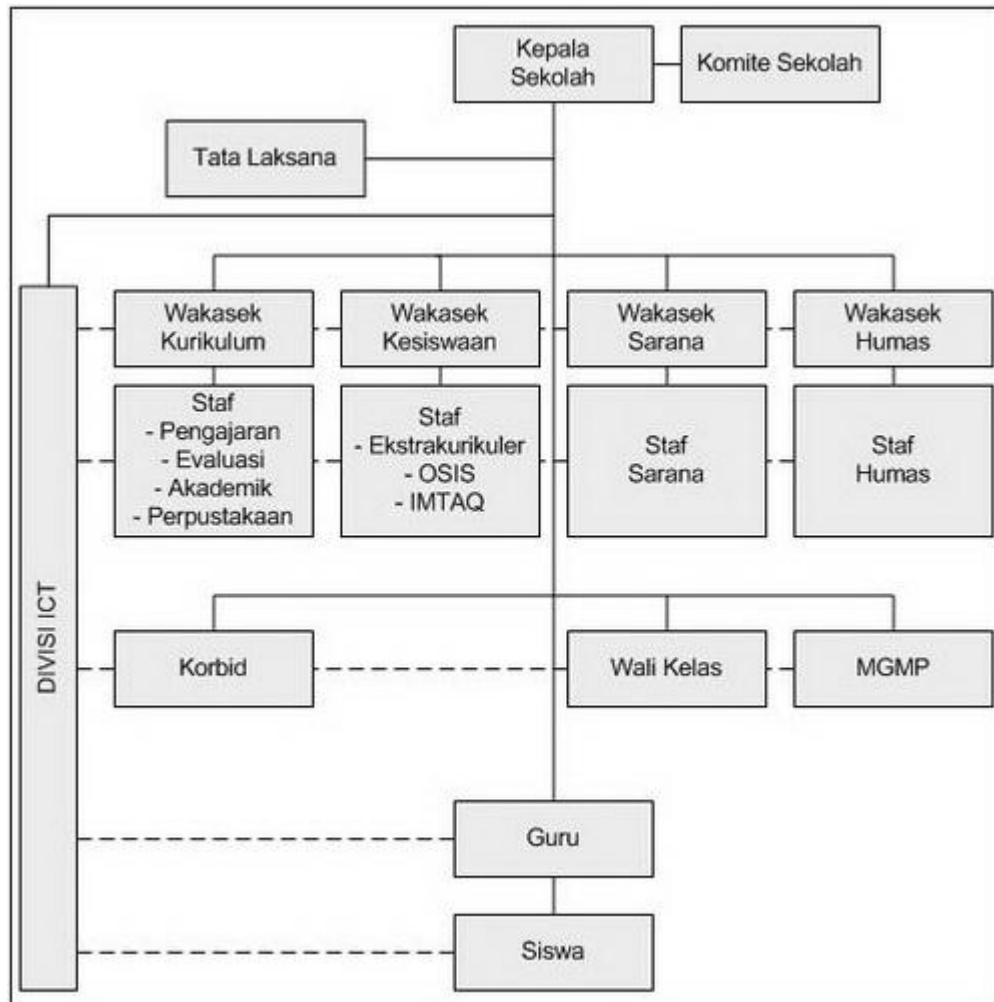 Kepala
Sekolah
Komite Sekolah
Tata Laksana
DIVISI ICT
Wakasek
Kurikulum
Wakasek
Kesiswaan
Wakasek
Sarana
Wakasek
Humas
Staf
- Pengajaran
- Evaluasi
- Akademik
- Perpustakaan
Staf
- Ekstrakurikuler
- OSIS
- IMTAQ
Staf
Sarana
Staf
Humas
Korbid
Wali Kelas
MGMP
Guru
Siswa